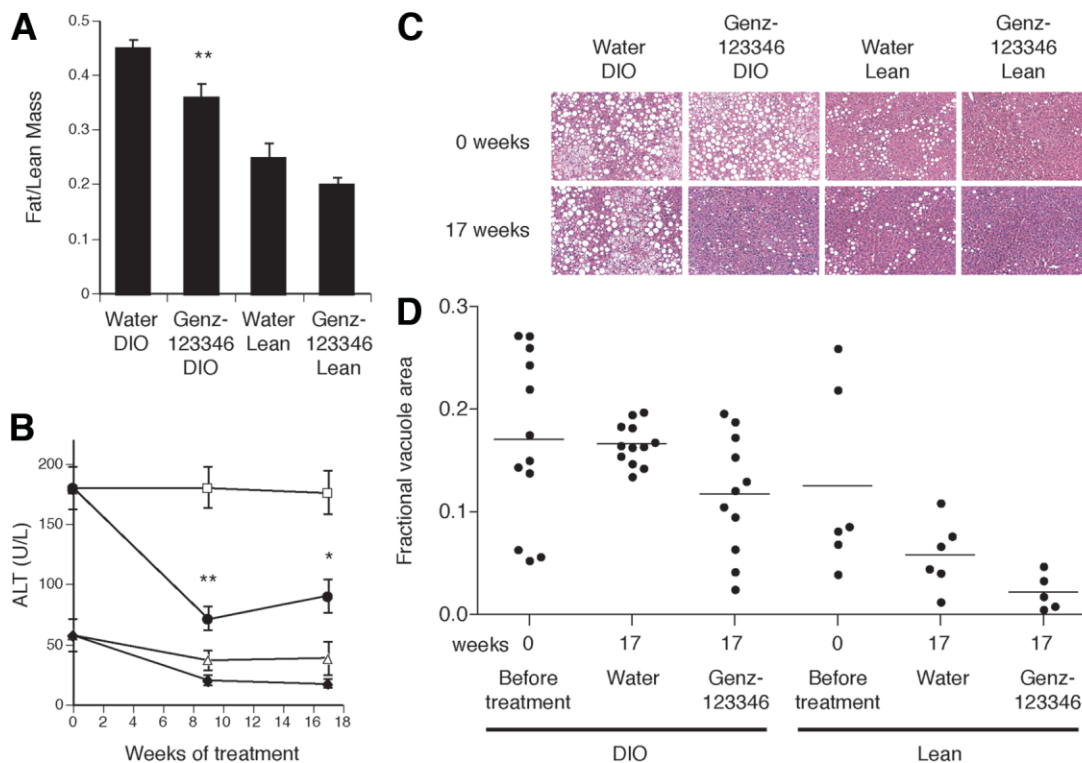 A
Fat/Lean Mass
0.5
0.4
0.3
0.2
0.1
0
**
Water
DIO
Genz-
123346
DIO
Water
Lean
Genz-
123346
Lean
B
ALT (U/L)
200
150
100
50
0
**
*
0 2 4 6 8 10 12 14 16 18
Weeks of treatment
C
Water
DIO
Genz-
123346
DIO
Water
Lean
Genz-
123346
Lean
0 weeks
17 weeks
D
Fractional vacuole area
0.3
0.2
0.1
0.0
weeks 0 17 17 0 17 17
Before
treatment
Water
Genz-
123346
Before
treatment
Water
Genz-
123346
DIO
Lean